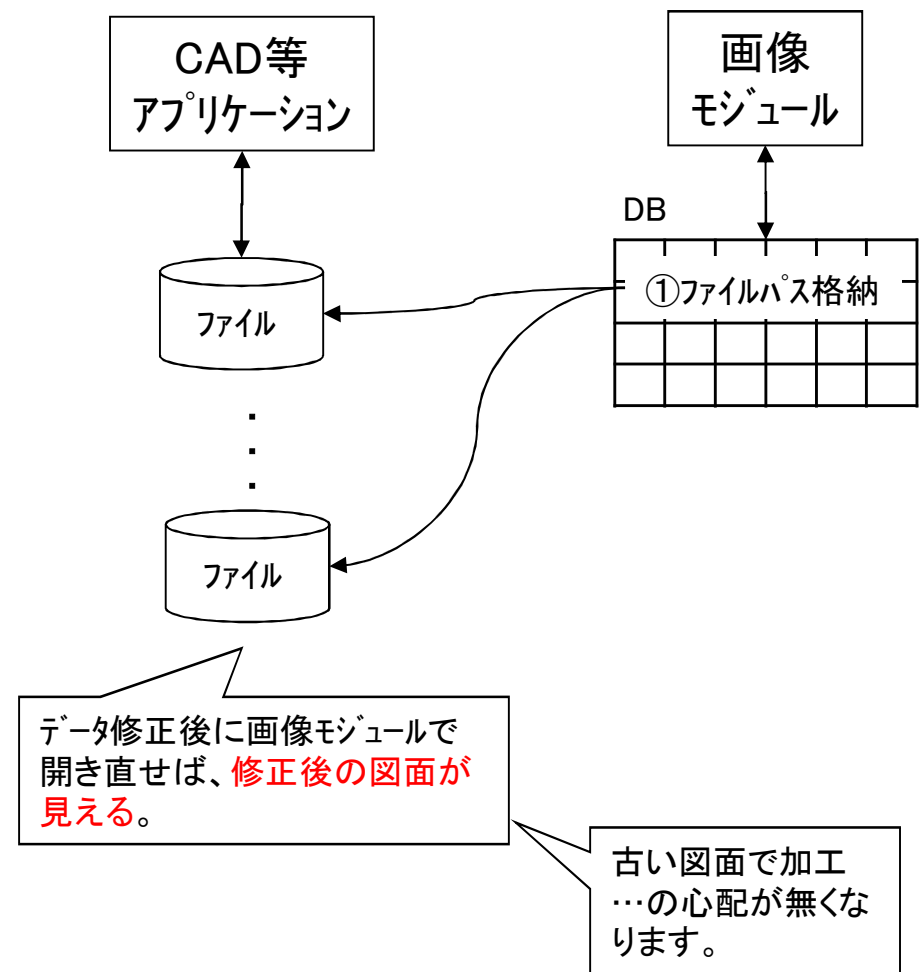 CAD等
アプリケーション
画像
モジュール
DB
①ファイルパス格納
ファイル
ファイル
データ修正後に画像モジュールで
開き直せば、修正後の図面が
見える。
古い図面で加工
…の心配が無くな
ります。